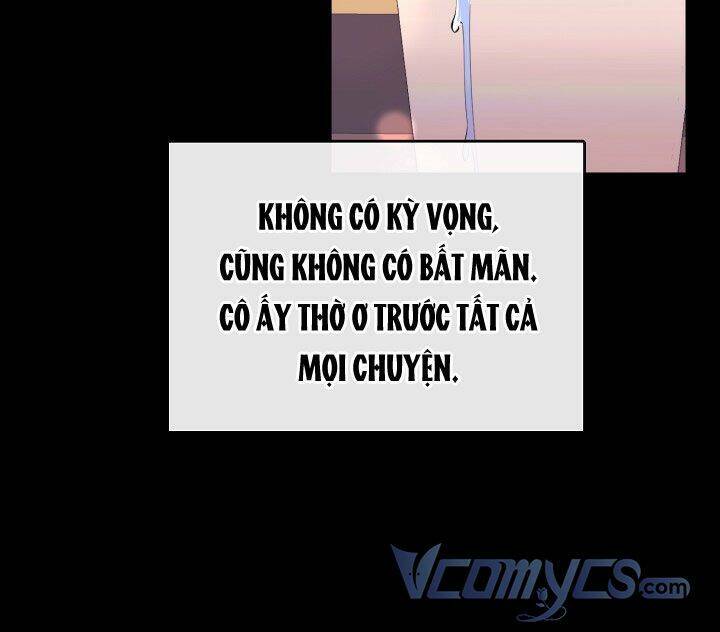 KHÔNG CÓ KỲ VỌNG,
CŨNG KHÔNG CÓ BẤT MÃN.
CÔ ẤY THỜ Ơ TRƯỚC TẤT CẢ
MỌI CHUYỆN.
VCOMYCS.com